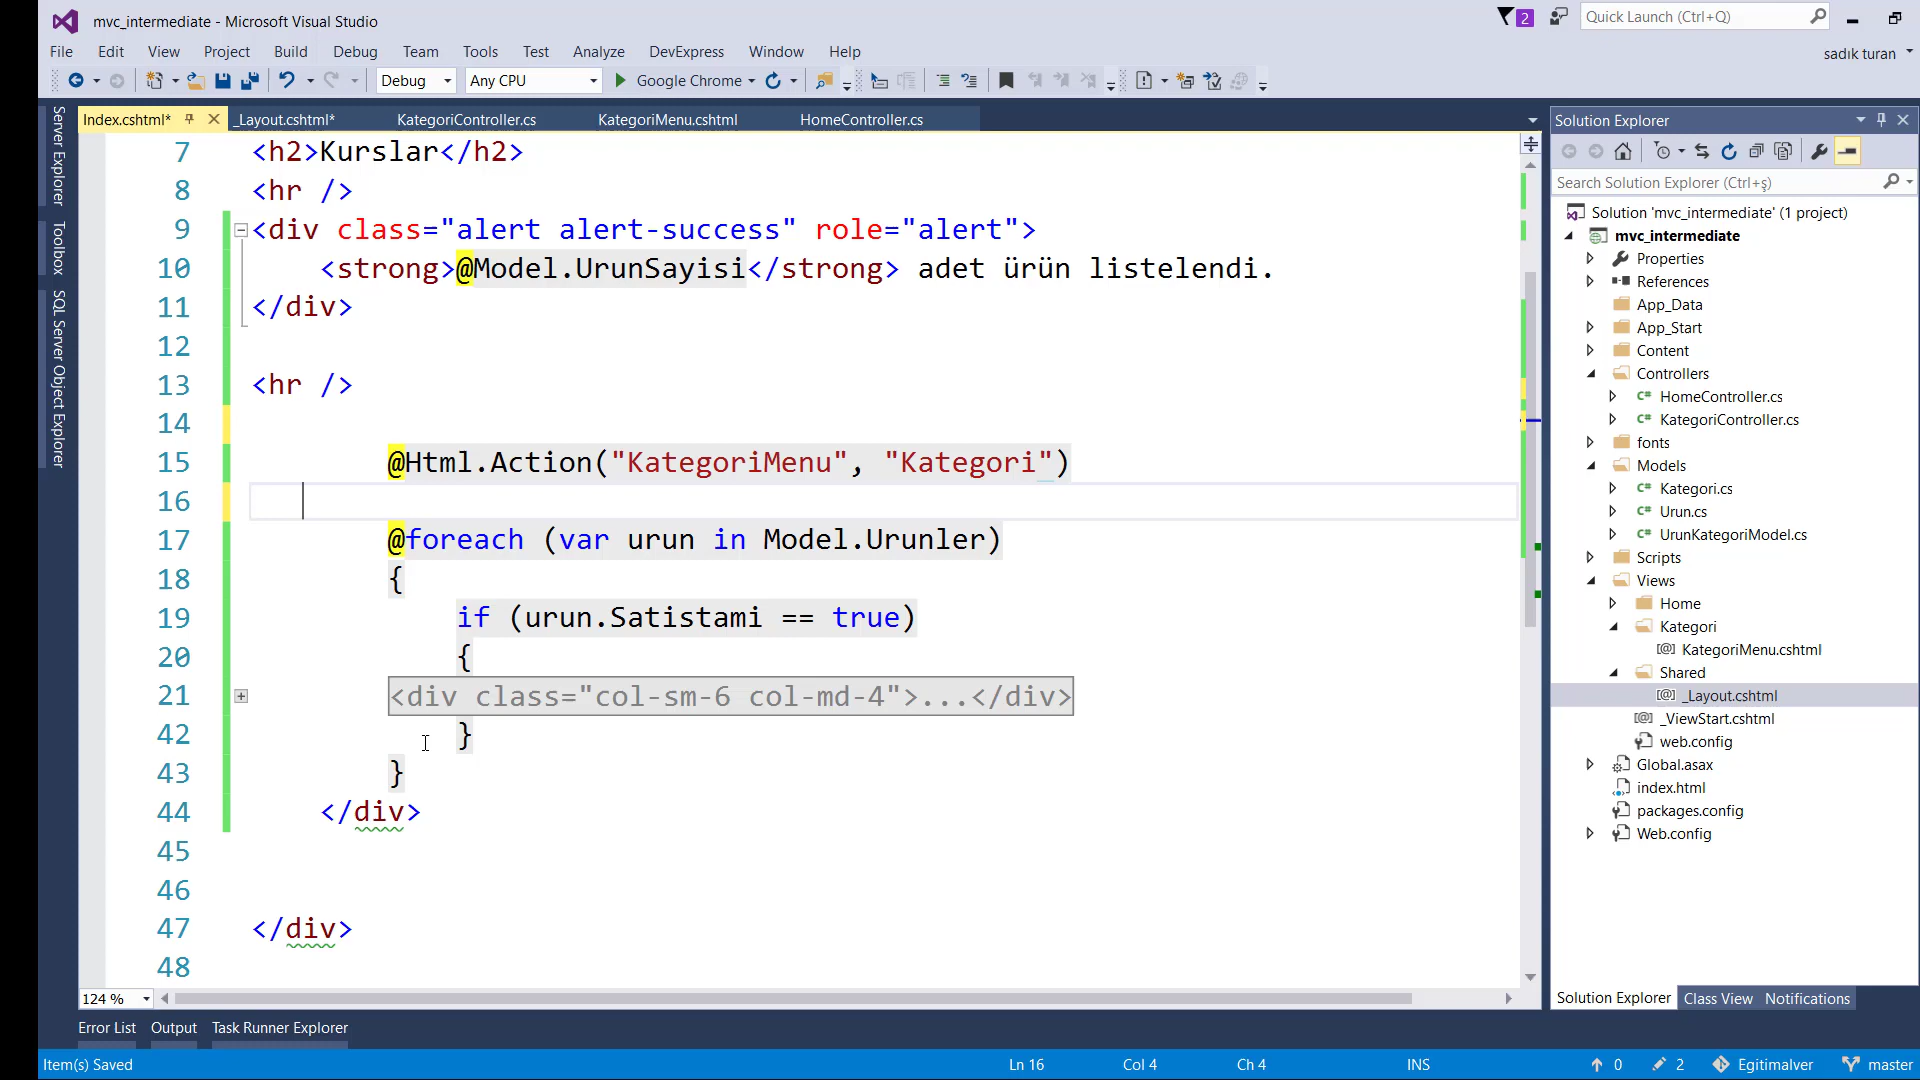 mvc_intermediate - Microsoft Visual Studio
2
Quick Launch (Ctrl+Q)
File Edit View Project Build Debug Team Tools Test Analyze DevExpress Window Help
sadık turan
Debug Any CPU Google Chrome
Server Explorer
Toolbox
SQL Server Object Explorer
Index.cshtml* _Layout.cshtml* KategoriController.cs KategoriMenu.cshtml HomeController.cs
7 <h2>Kurslar</h2>
8 <hr />
9 <div class="alert alert-success" role="alert">
10 <strong>@Model.UrunSayisi</strong> adet ürün listelendi.
11 </div>
12
13 <hr />
14
15 @Html.Action("KategoriMenu", "Kategori")
16
17 @foreach (var urun in Model.Urunler)
18 {
19 if (urun.Satistami == true)
20 {
21 <div class="col-sm-6 col-md-4">...</div>
42 }
43 }
44 </div>
45
46
47 </div>
48
124 %
Solution Explorer
Search Solution Explorer (Ctrl+ş)
Solution 'mvc_intermediate' (1 project)
mvc_intermediate
Properties
References
App_Data
App_Start
Content
Controllers
C# HomeController.cs
C# KategoriController.cs
fonts
Models
C# Kategori.cs
C# Urun.cs
C# UrunKategoriModel.cs
Scripts
Views
Home
Kategori
[@] KategoriMenu.cshtml
Shared
[@] _Layout.cshtml
[@] _ViewStart.cshtml
web.config
Global.asax
index.html
packages.config
Web.config
Solution Explorer Class View Notifications
Error List Output Task Runner Explorer
Item(s) Saved Ln 16 Col 4 Ch 4 INS 0 2 Egitimalver master